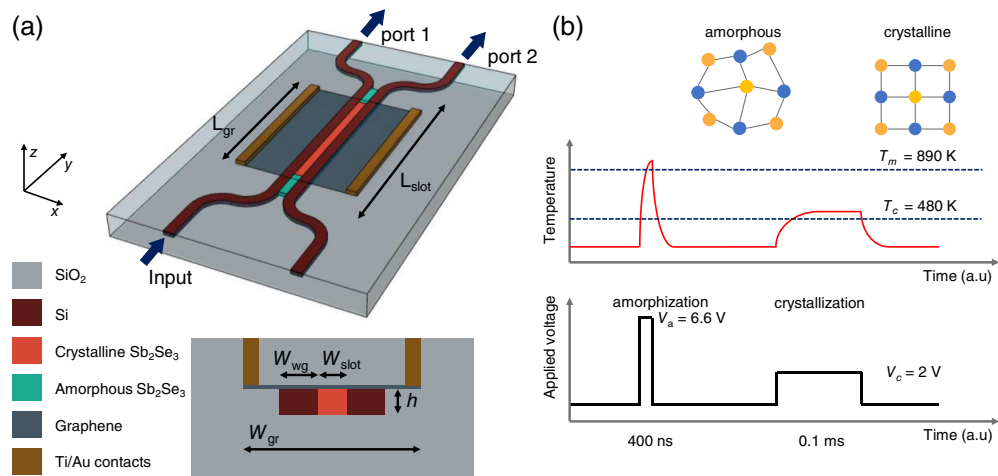 (a)
port 1
port 2
L_gr
L_slot
z
y
x
Input
SiO₂
Si
Crystalline Sb₂Se₃
Amorphous Sb₂Se₃
Graphene
Ti/Au contacts
W_wg
W_slot
h
W_gr
(b)
amorphous
crystalline
T_m = 890 K
T_c = 480 K
Temperature
Time (a.u)
amorphization
crystallization
V_a = 6.6 V
V_c = 2 V
Applied voltage
400 ns
0.1 ms
Time (a.u)